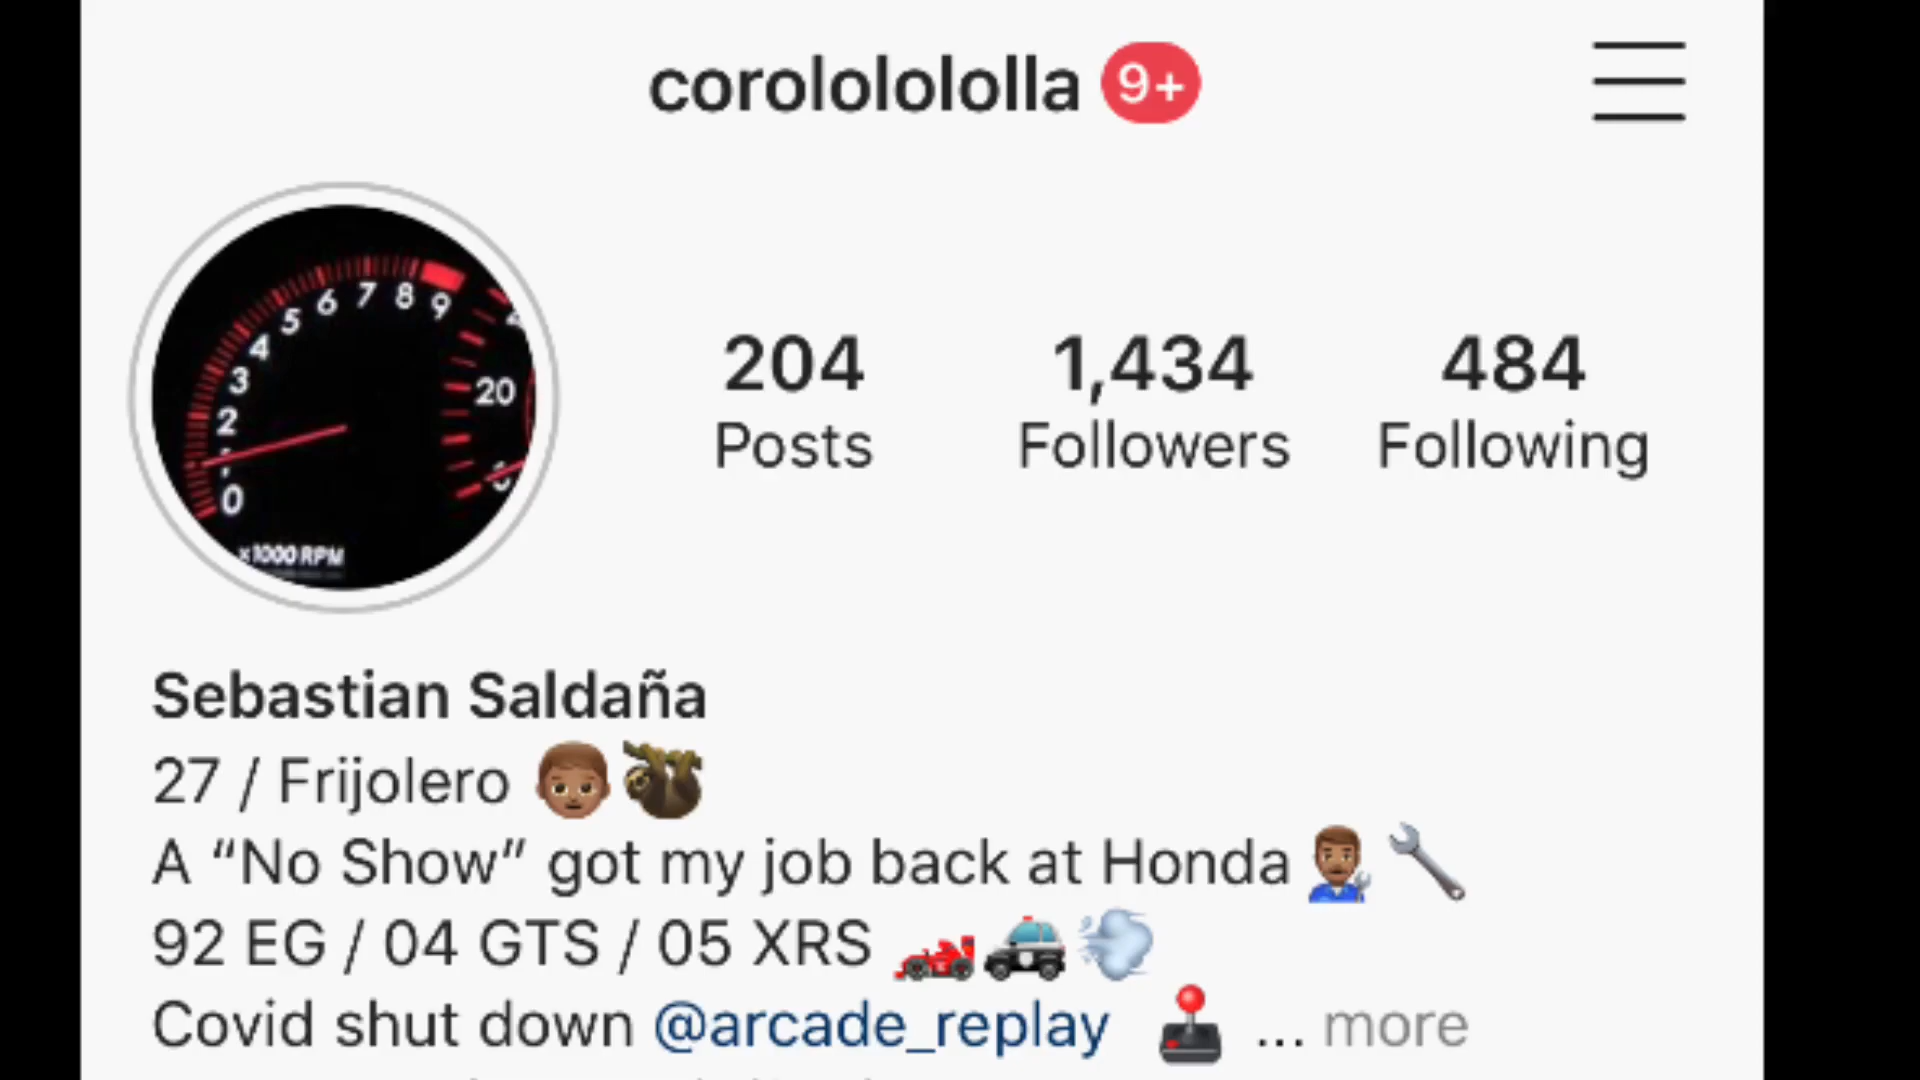 corolololololla 9+
5 6 7 8 9
4
3
2
0
20
x1000 RPM
204 1,434 484
Posts Followers Following
Sebastian Saldaña
27 / Frijolero 👦🏽🦥
A “No Show” got my job back at Honda👨🏽‍🔧🔧
92 EG / 04 GTS / 05 XRS 🏎️🚓💨
Covid shut down @arcade_replay 🕹️ ... more